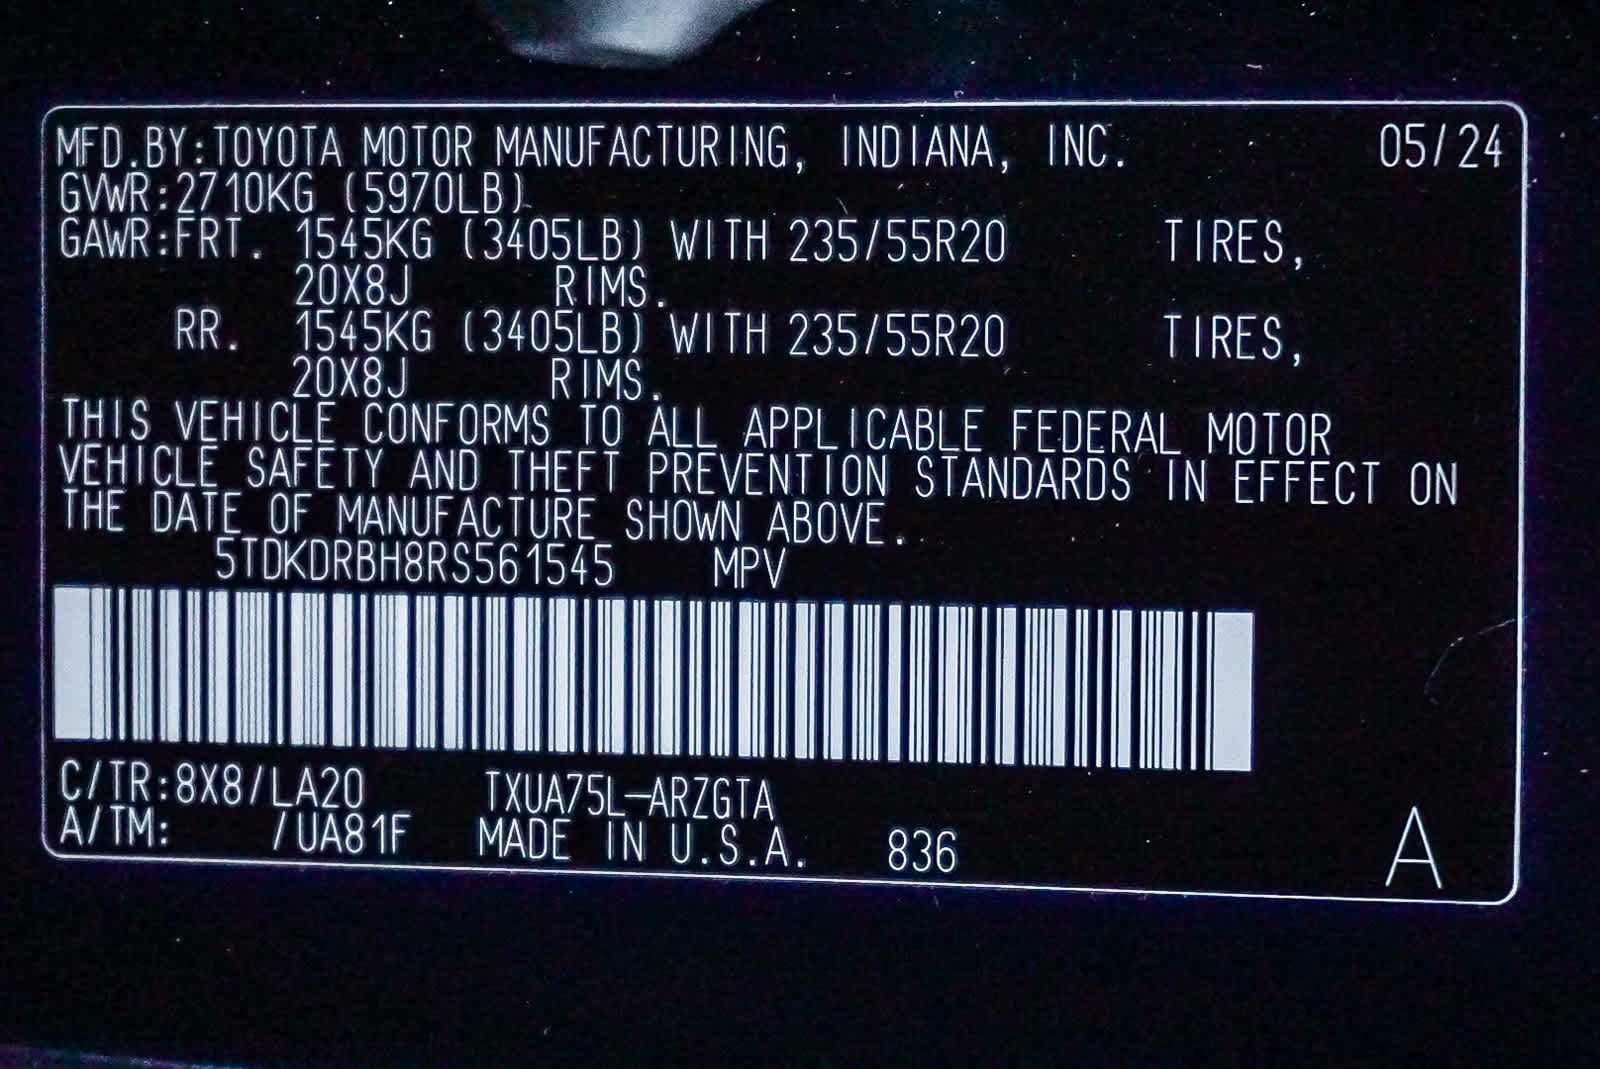 MFD.BY:TOYOTA MOTOR MANUFACTURING, INDIANA, INC. 05/24
GVWR:2710KG (5970LB)
GAWR:FRT. 1545KG (3405LB) WITH 235/55R20 TIRES,
20X8J RIMS.
RR. 1545KG (3405LB) WITH 235/55R20 TIRES,
20X8J RIMS.
THIS VEHICLE CONFORMS TO ALL APPLICABLE FEDERAL MOTOR
VEHICLE SAFETY AND THEFT PREVENTION STANDARDS IN EFFECT ON
THE DATE OF MANUFACTURE SHOWN ABOVE.
5TDKDRBH8RS561545 MPV
C/TR:8X8/LA20 TXUA75L-ARZGTA
A/TM: /UA81F MADE IN U.S.A. 836 A